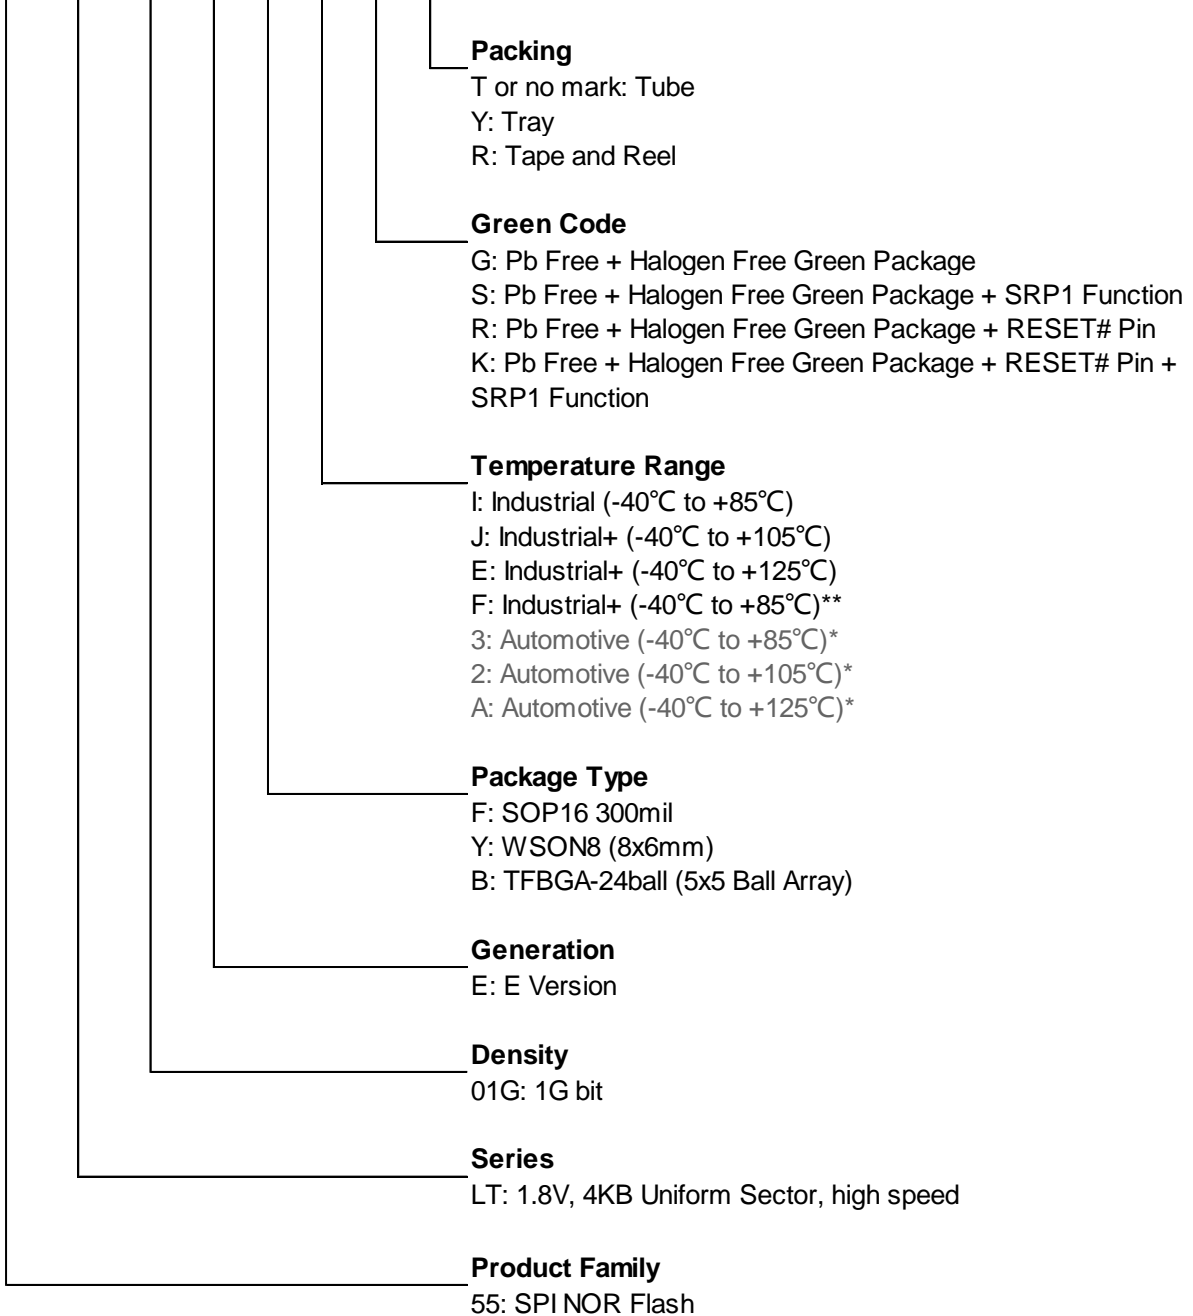 Packing
T or no mark: Tube
Y: Tray
R: Tape and Reel
Green Code
G: Pb Free + Halogen Free Green Package
S: Pb Free + Halogen Free Green Package + SRP1 Function
R: Pb Free + Halogen Free Green Package + RESET# Pin
K: Pb Free + Halogen Free Green Package + RESET# Pin +
SRP1 Function
Temperature Range
I: Industrial (-40℃ to +85℃)
J: Industrial+ (-40℃ to +105℃)
E: Industrial+ (-40℃ to +125℃)
F: Industrial+ (-40℃ to +85℃)**
3: Automotive (-40℃ to +85℃)*
2: Automotive (-40℃ to +105℃)*
A: Automotive (-40℃ to +125℃)*
Package Type
F: SOP16 300mil
Y: WSON8 (8x6mm)
B: TFBGA-24ball (5x5 Ball Array)
Generation
E: E Version
Density
01G: 1G bit
Series
LT: 1.8V, 4KB Uniform Sector, high speed
Product Family
55: SPI NOR Flash